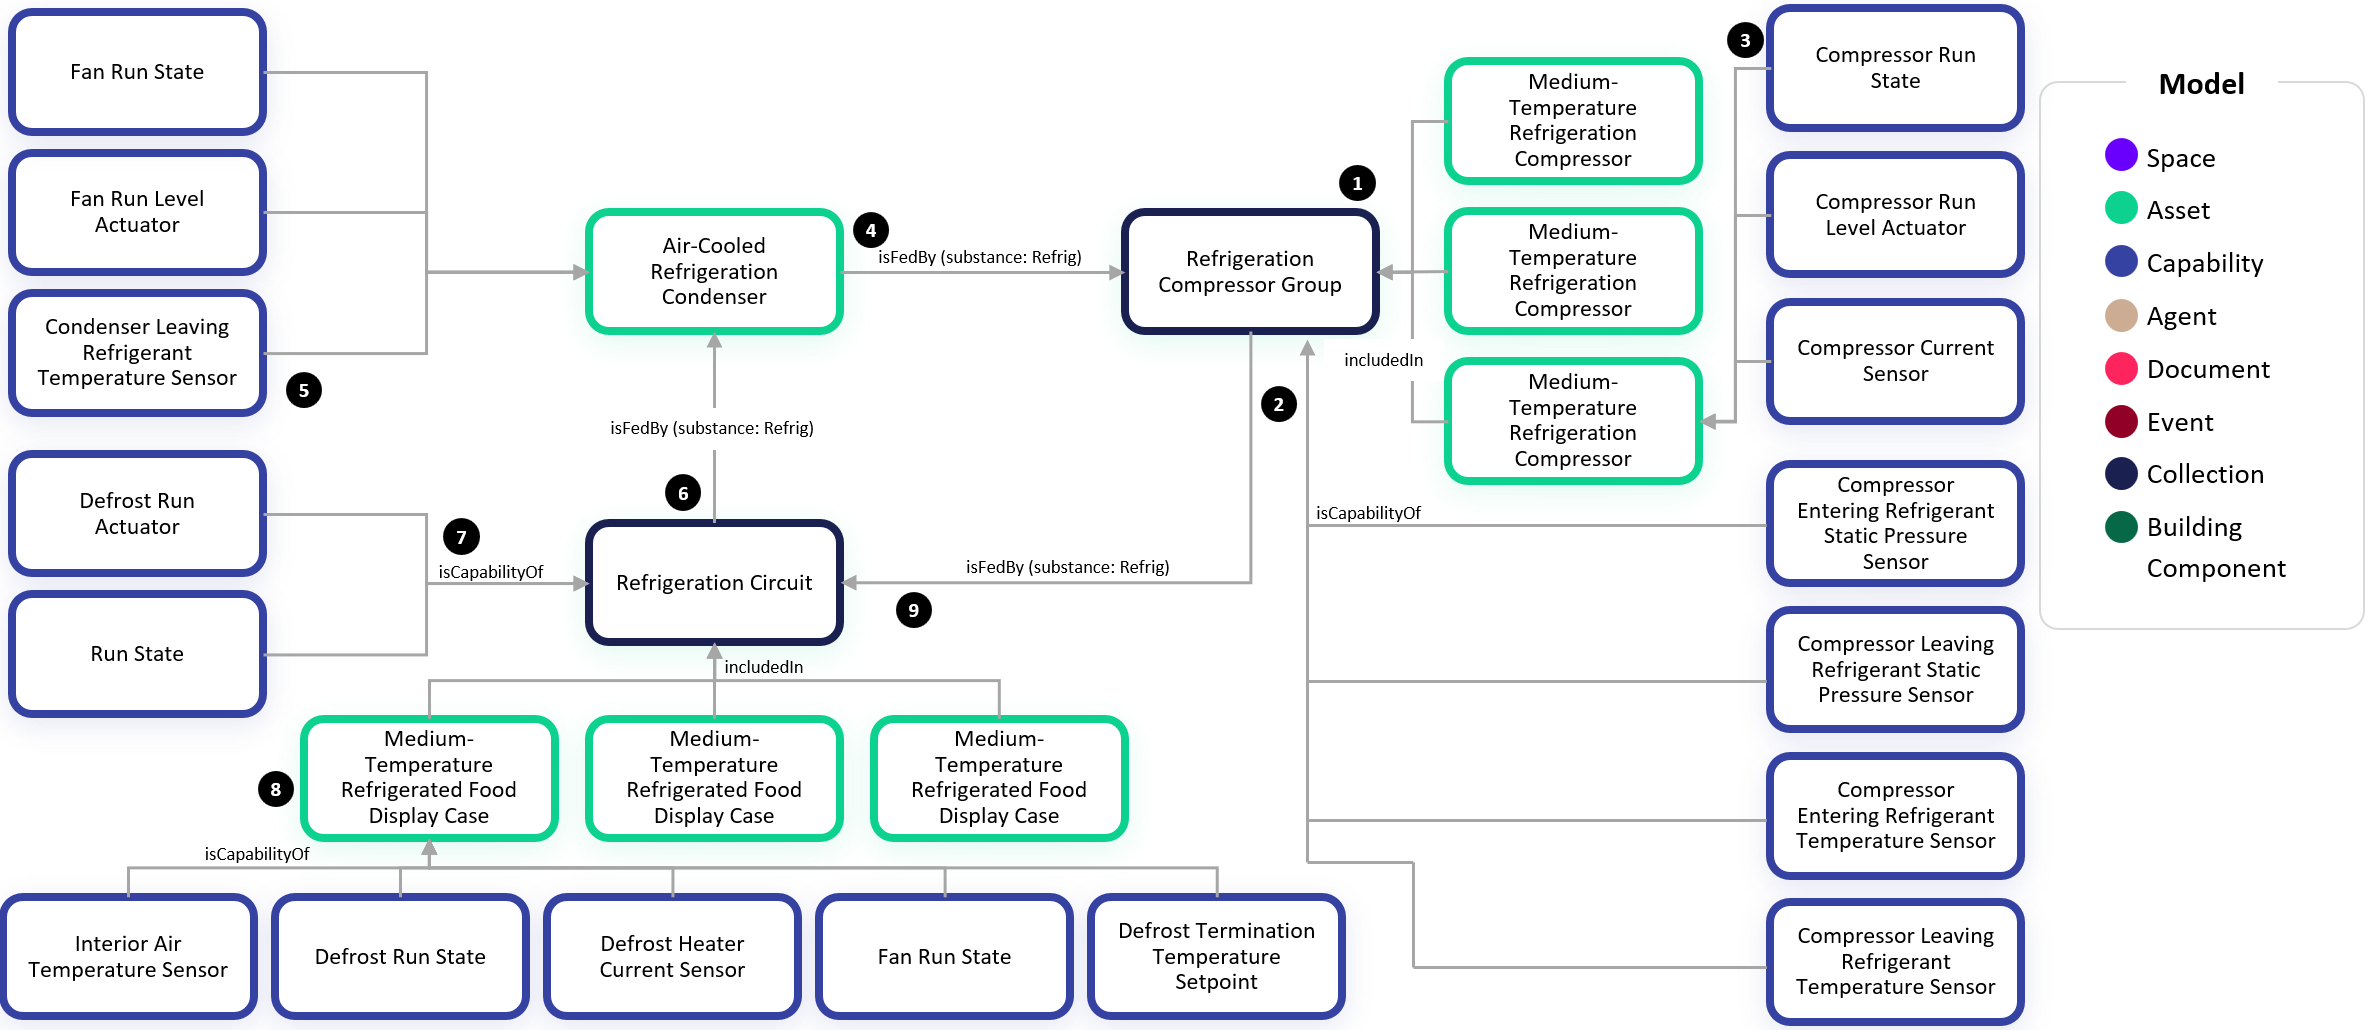 Fan Run State
Fan Run Level
Actuator
Condenser Leaving
Refrigerant
Temperature Sensor
5
Defrost Run
Actuator
Run State
7
isCapabilityOf
Air-Cooled
Refrigeration
Condenser
4
isFedBy (substance: Refrig)
isFedBy (substance: Refrig)
6
Refrigeration Circuit
isFedBy (substance: Refrig)
9
includedIn
1
Refrigeration
Compressor Group
2
includedIn
Medium-
Temperature
Refrigeration
Compressor
Medium-
Temperature
Refrigeration
Compressor
Medium-
Temperature
Refrigeration
Compressor
3
Compressor Run
State
Compressor Run
Level Actuator
Compressor Current
Sensor
isCapabilityOf
Compressor
Entering Refrigerant
Static Pressure
Sensor
Compressor Leaving
Refrigerant Static
Pressure Sensor
Compressor
Entering Refrigerant
Temperature Sensor
Compressor Leaving
Refrigerant
Temperature Sensor
8
Medium-
Temperature
Refrigerated Food
Display Case
Medium-
Temperature
Refrigerated Food
Display Case
Medium-
Temperature
Refrigerated Food
Display Case
isCapabilityOf
Interior Air
Temperature Sensor
Defrost Run State
Defrost Heater
Current Sensor
Fan Run State
Defrost Termination
Temperature
Setpoint
Model
Space
Asset
Capability
Agent
Document
Event
Collection
Building
Component